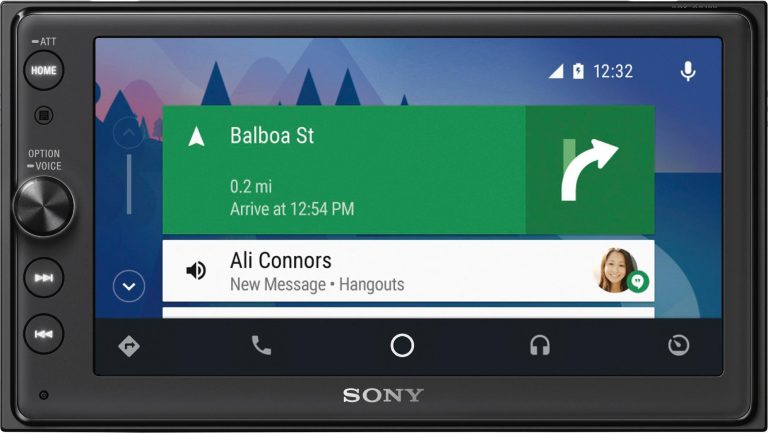 ATT
HOME
OPTION
VOICE
12:32
Balboa St
0.2 mi
Arrive at 12:54 PM
Ali Connors
New Message • Hangouts
SONY